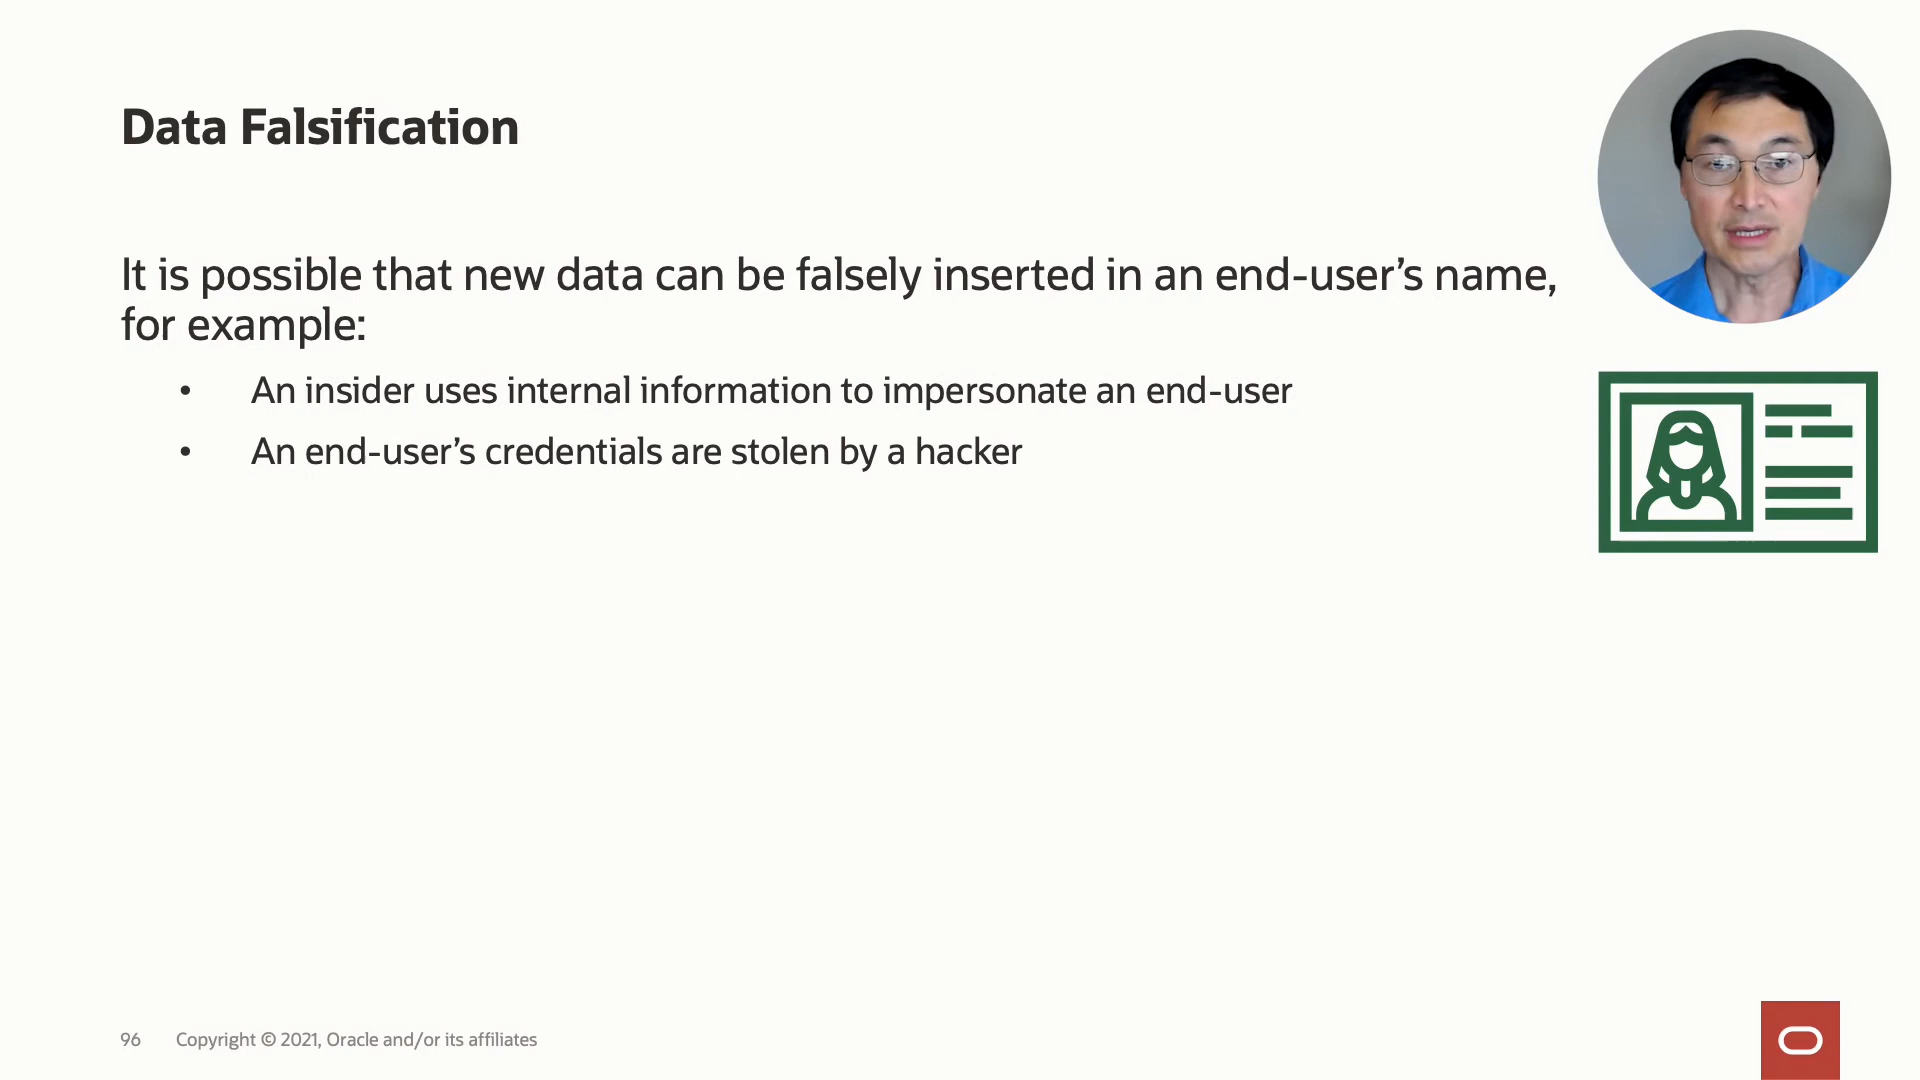 Data Falsification
It is possible that new data can be falsely inserted in an end-user’s name,
for example:
• An insider uses internal information to impersonate an end-user
• An end-user’s credentials are stolen by a hacker
96 Copyright © 2021, Oracle and/or its affiliates